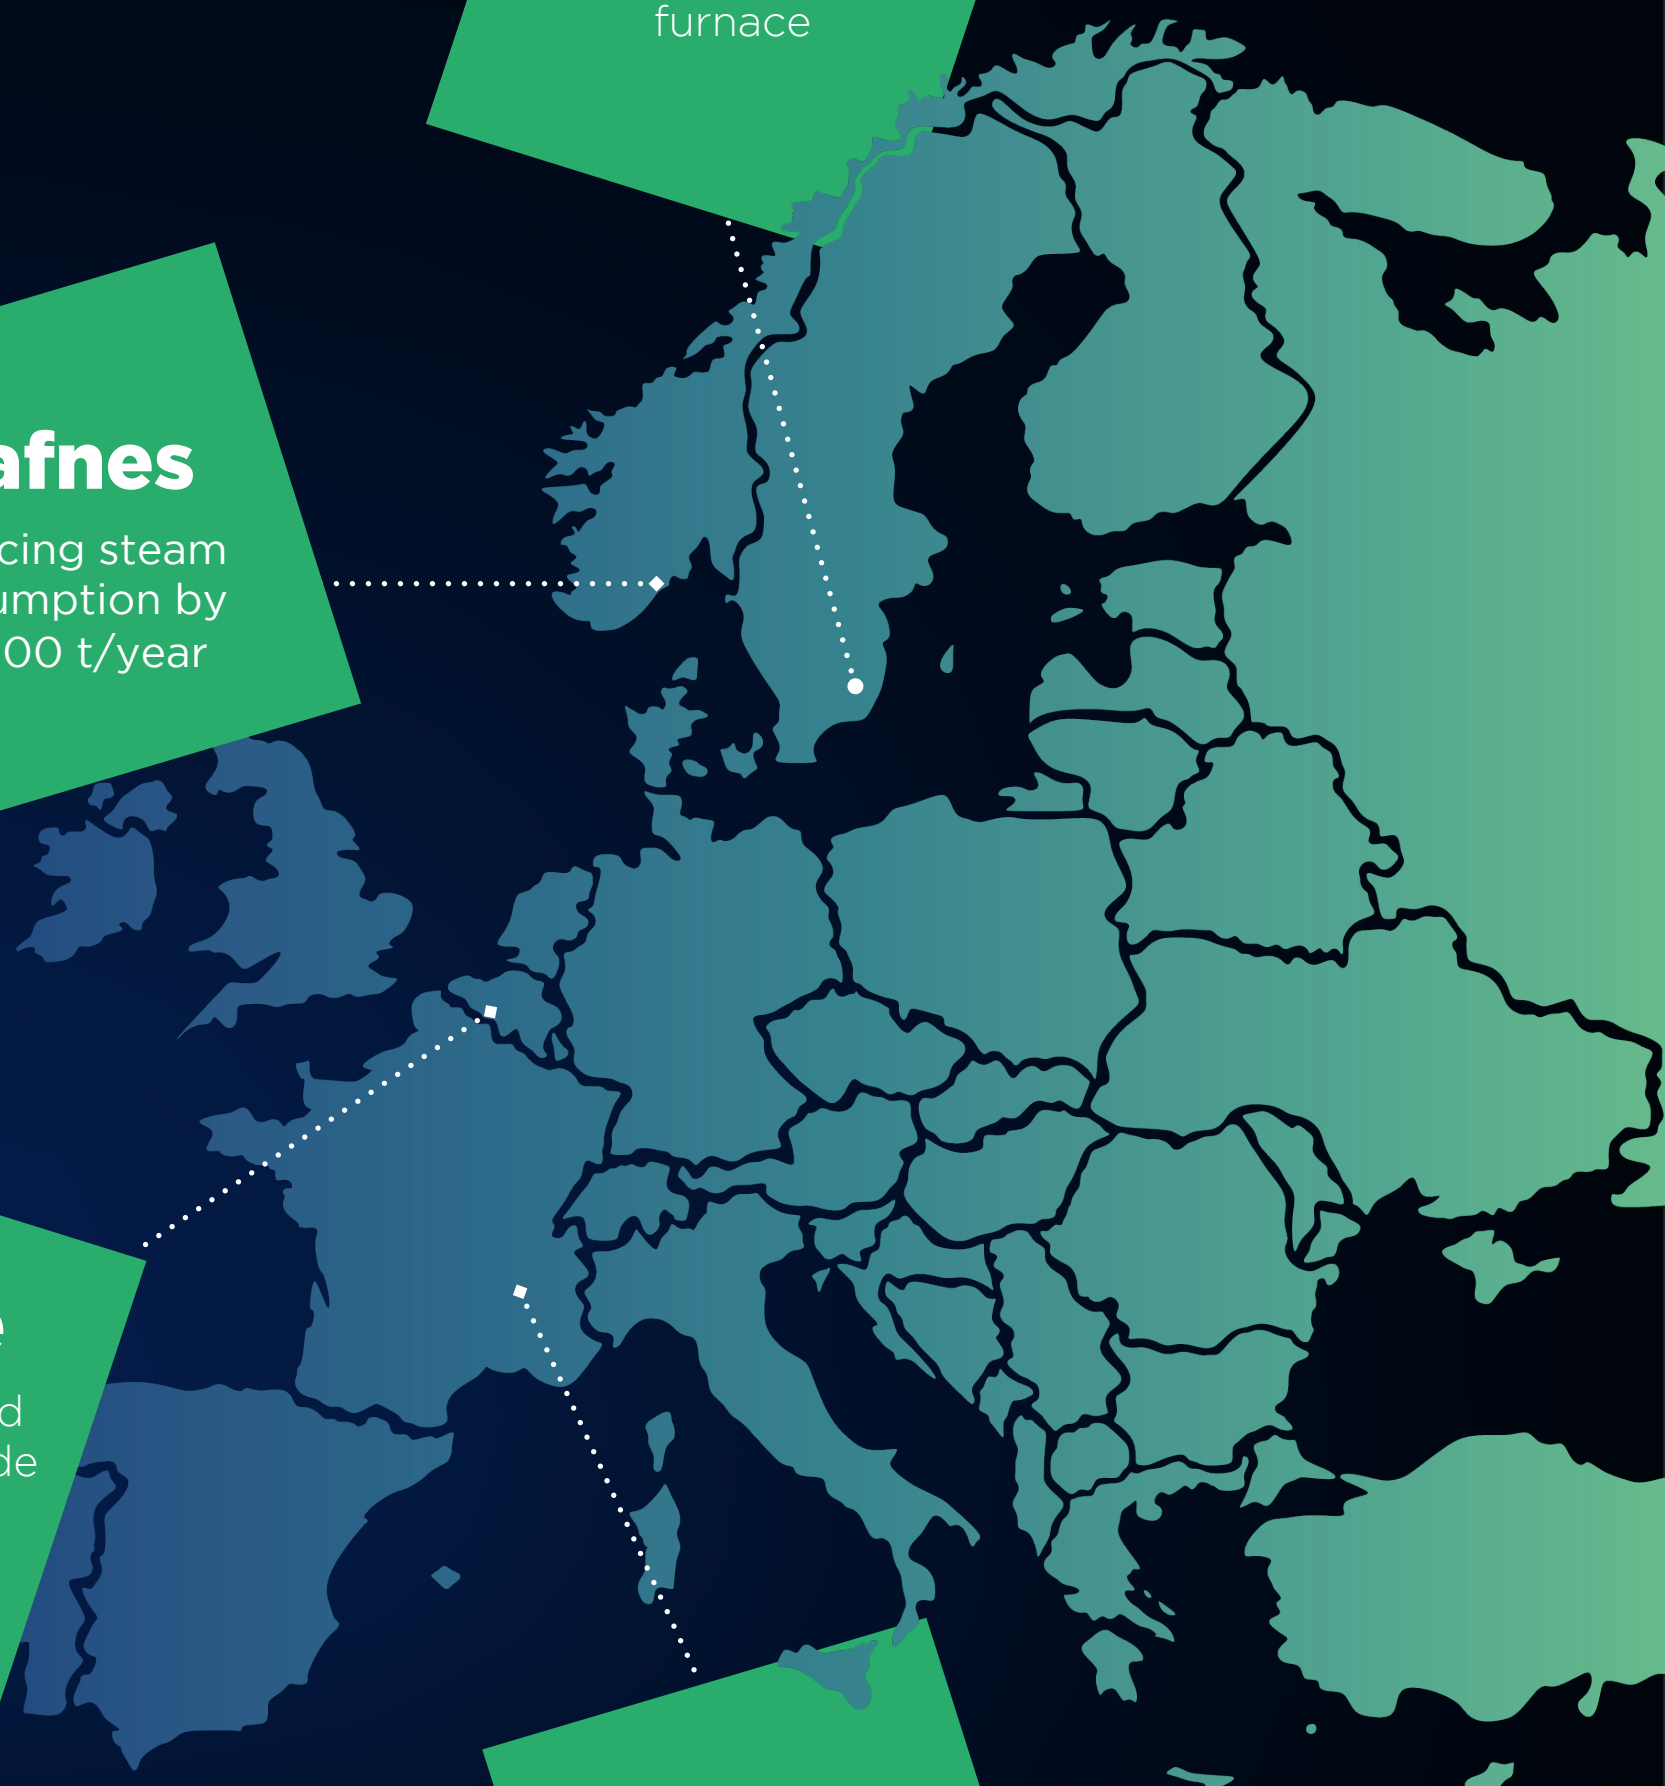 furnace
afnes
cing steam
umption by
00 t/year
e
d
de